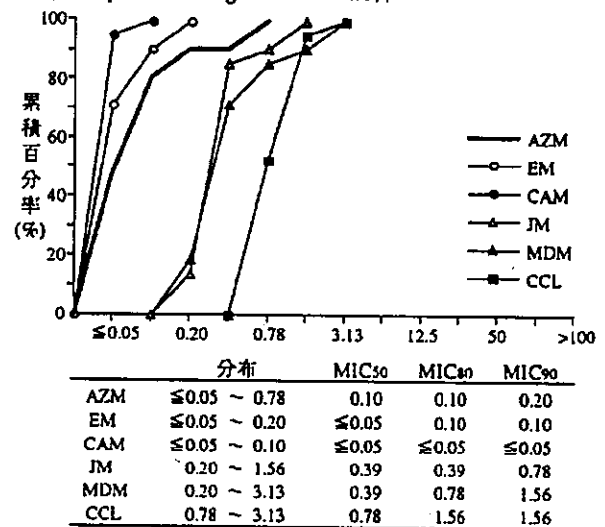 100
80
60
40
20
0
累積百分率(%)
AZM
EM
CAM
JM
MDM
CCL
≦0.05 0.20 0.78 3.13 12.5 50 >100
分布 MIC50 MIC80 MIC90
AZM ≦0.05 ~ 0.78 0.10 0.10 0.20
EM ≦0.05 ~ 0.20 ≦0.05 0.10 0.10
CAM ≦0.05 ~ 0.10 ≦0.05 ≦0.05 ≦0.05
JM 0.20 ~ 1.56 0.39 0.39 0.78
MDM 0.20 ~ 3.13 0.39 0.78 1.56
CCL 0.78 ~ 3.13 0.78 1.56 1.56